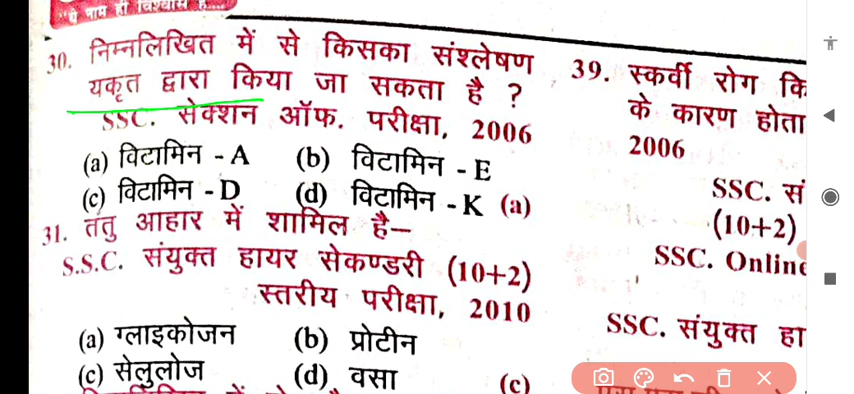 "ये नाम ही विश्वास है....
30. निम्नलिखित में से किसका संश्लेषण
यकृत द्वारा किया जा सकता है ?
SSC. सेक्शन ऑफ. परीक्षा, 2006
(a) विटामिन - A (b) विटामिन - E
(c) विटामिन - D (d) विटामिन - K (a)
31. तंतु आहार में शामिल है–
S.S.C. संयुक्त हायर सेकण्डरी (10+2)
स्तरीय परीक्षा, 2010
(a) ग्लाइकोजन (b) प्रोटीन
(c) सेलुलोज (d) वसा (c)
39. स्कर्वी रोग कि
के कारण होता
2006
SSC. सं
(10+2)
SSC. Online
SSC. संयुक्त हा